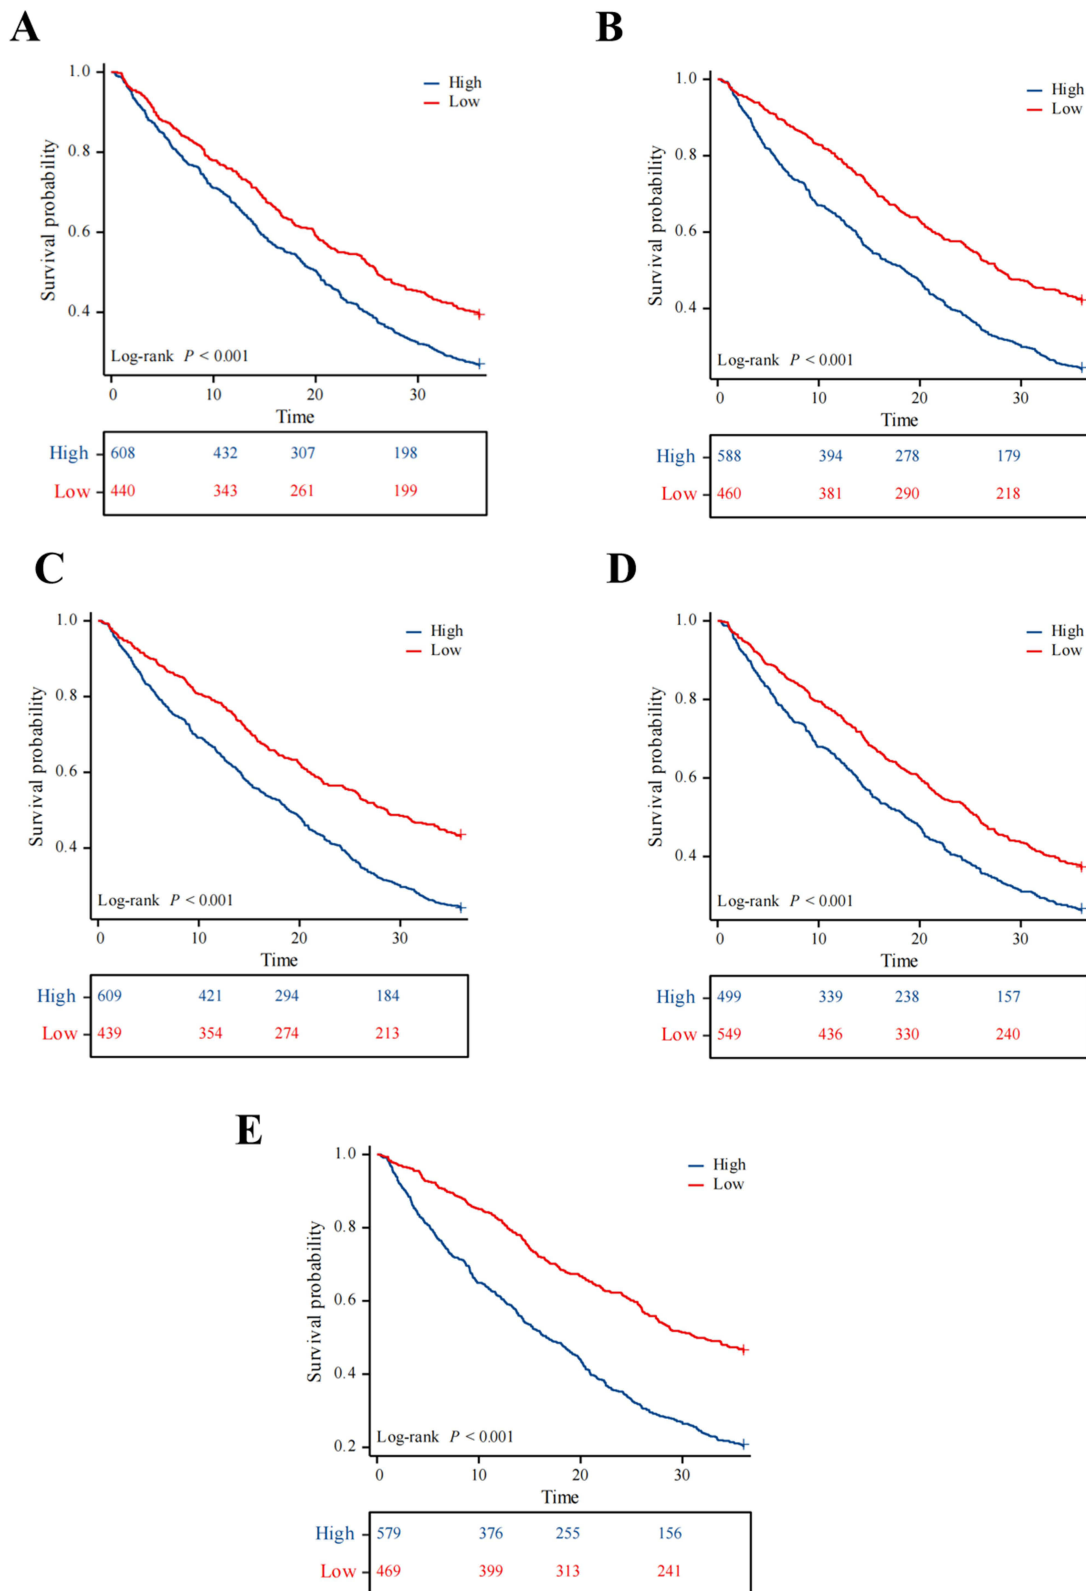 A
B
1.0
High
Low
0.8
0.6
0.4
Survival probability
Log-rank P < 0.001
0 10 20 30
Time
High 608 432 307 198
Low 440 343 261 199
1.0
High
Low
0.8
0.6
0.4
Survival probability
Log-rank P < 0.001
0 10 20 30
Time
High 588 394 278 179
Low 460 381 290 218
C
D
1.0
High
Low
0.8
0.6
0.4
Survival probability
Log-rank P < 0.001
0 10 20 30
Time
High 609 421 294 184
Low 439 354 274 213
1.0
High
Low
0.8
0.6
0.4
Survival probability
Log-rank P < 0.001
0 10 20 30
Time
High 499 339 238 157
Low 549 436 330 240
E
1.0
High
Low
0.8
0.6
0.4
0.2
Survival probability
Log-rank P < 0.001
0 10 20 30
Time
High 579 376 255 156
Low 469 399 313 241